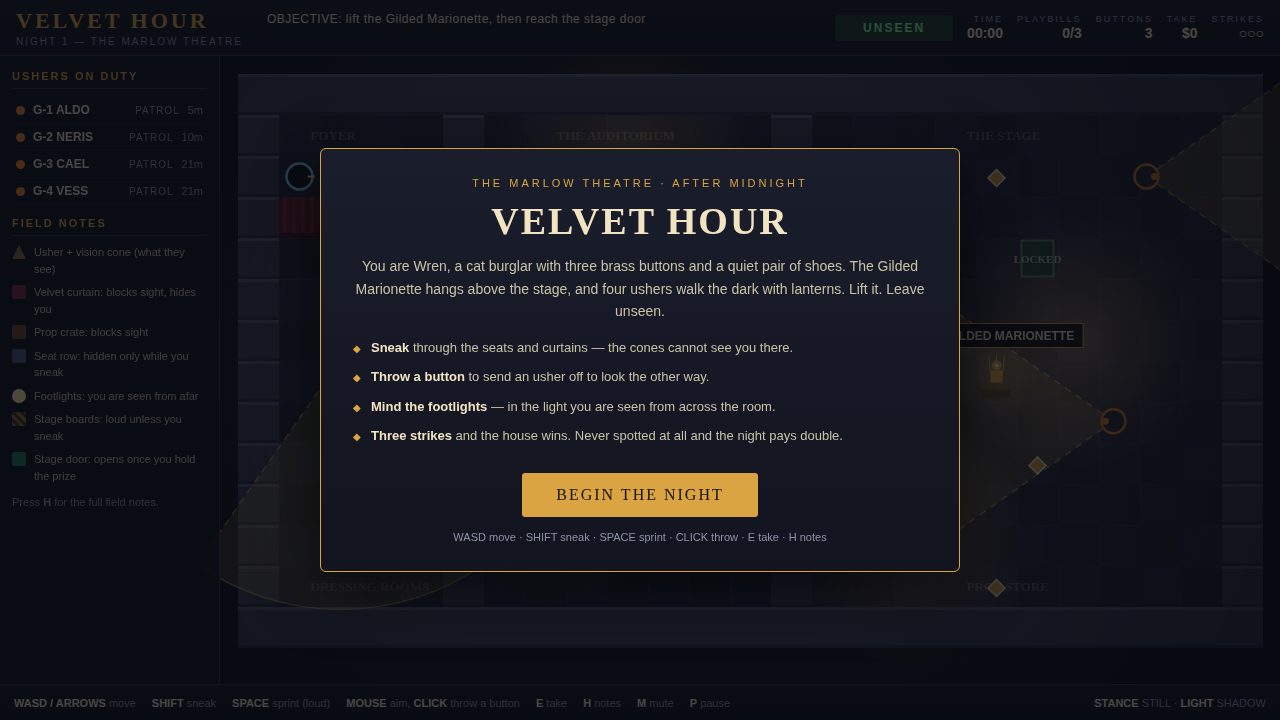 VELVET HOUR
NIGHT 1 — THE MARLOW THEATRE
OBJECTIVE: lift the Gilded Marionette, then reach the stage door
UNSEEN
TIME PLAYBILLS BUTTONS TAKE STRIKES
00:00 0/3 3 $0 ○○○
USHERS ON DUTY
G-1 ALDO PATROL 5m
G-2 NERIS PATROL 10m
G-3 CAEL PATROL 21m
G-4 VESS PATROL 21m
FIELD NOTES
Usher + vision cone (what they
see)
Velvet curtain: blocks sight, hides
you
Prop crate: blocks sight
Seat row: hidden only while you
sneak
Footlights: you are seen from afar
Stage boards: loud unless you
sneak
Stage door: opens once you hold
the prize
Press H for the full field notes.
FOYER
THE AUDITORIUM
THE STAGE
LOCKED
LDED MARIONETTE
DRESSING ROOMS
PROP STORE
THE MARLOW THEATRE · AFTER MIDNIGHT
VELVET HOUR
You are Wren, a cat burglar with three brass buttons and a quiet pair of shoes. The Gilded
Marionette hangs above the stage, and four ushers walk the dark with lanterns. Lift it. Leave
unseen.
◆ Sneak through the seats and curtains — the cones cannot see you there.
◆ Throw a button to send an usher off to look the other way.
◆ Mind the footlights — in the light you are seen from across the room.
◆ Three strikes and the house wins. Never spotted at all and the night pays double.
BEGIN THE NIGHT
WASD move · SHIFT sneak · SPACE sprint · CLICK throw · E take · H notes
WASD / ARROWS move SHIFT sneak SPACE sprint (loud) MOUSE aim, CLICK throw a button E take H notes M mute P pause
STANCE STILL · LIGHT SHADOW